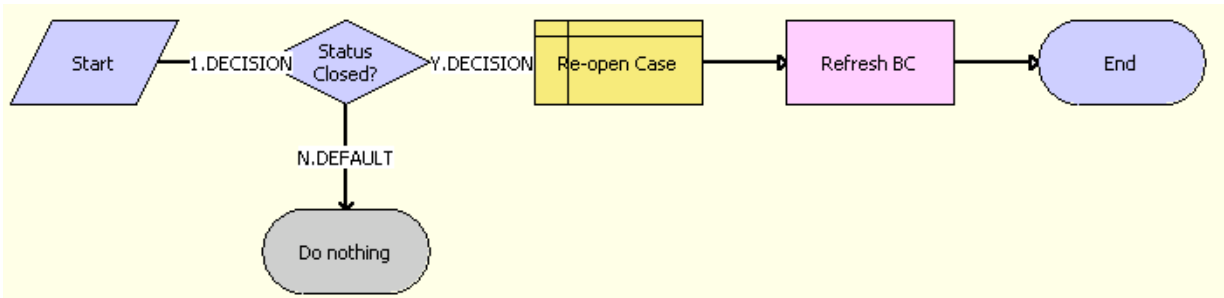 Start
1.DECISION
Status
Closed?
Y.DECISION
Re-open Case
Refresh BC
End
N.DEFAULT
Do nothing